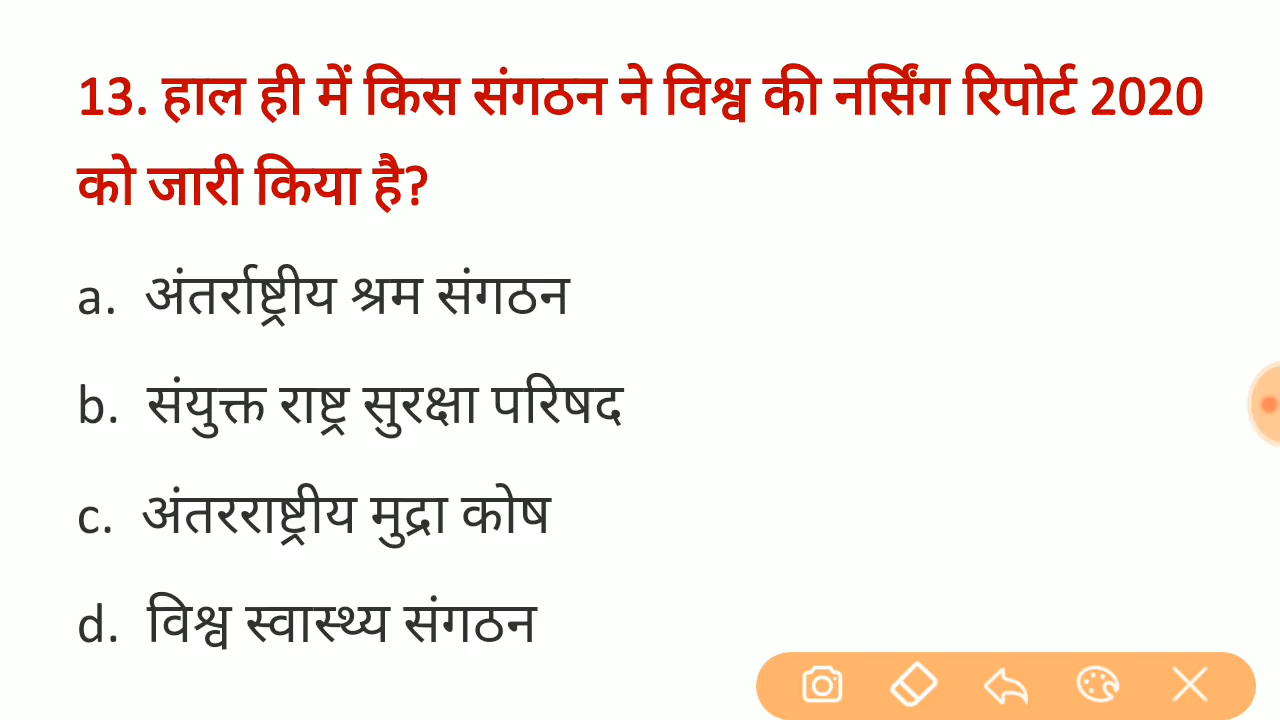 13. हाल ही में किस संगठन ने विश्व की नर्सिंग रिपोर्ट 2020
को जारी किया है?
a. अंतर्राष्ट्रीय श्रम संगठन
b. संयुक्त राष्ट्र सुरक्षा परिषद
c. अंतरराष्ट्रीय मुद्रा कोष
d. विश्व स्वास्थ्य संगठन